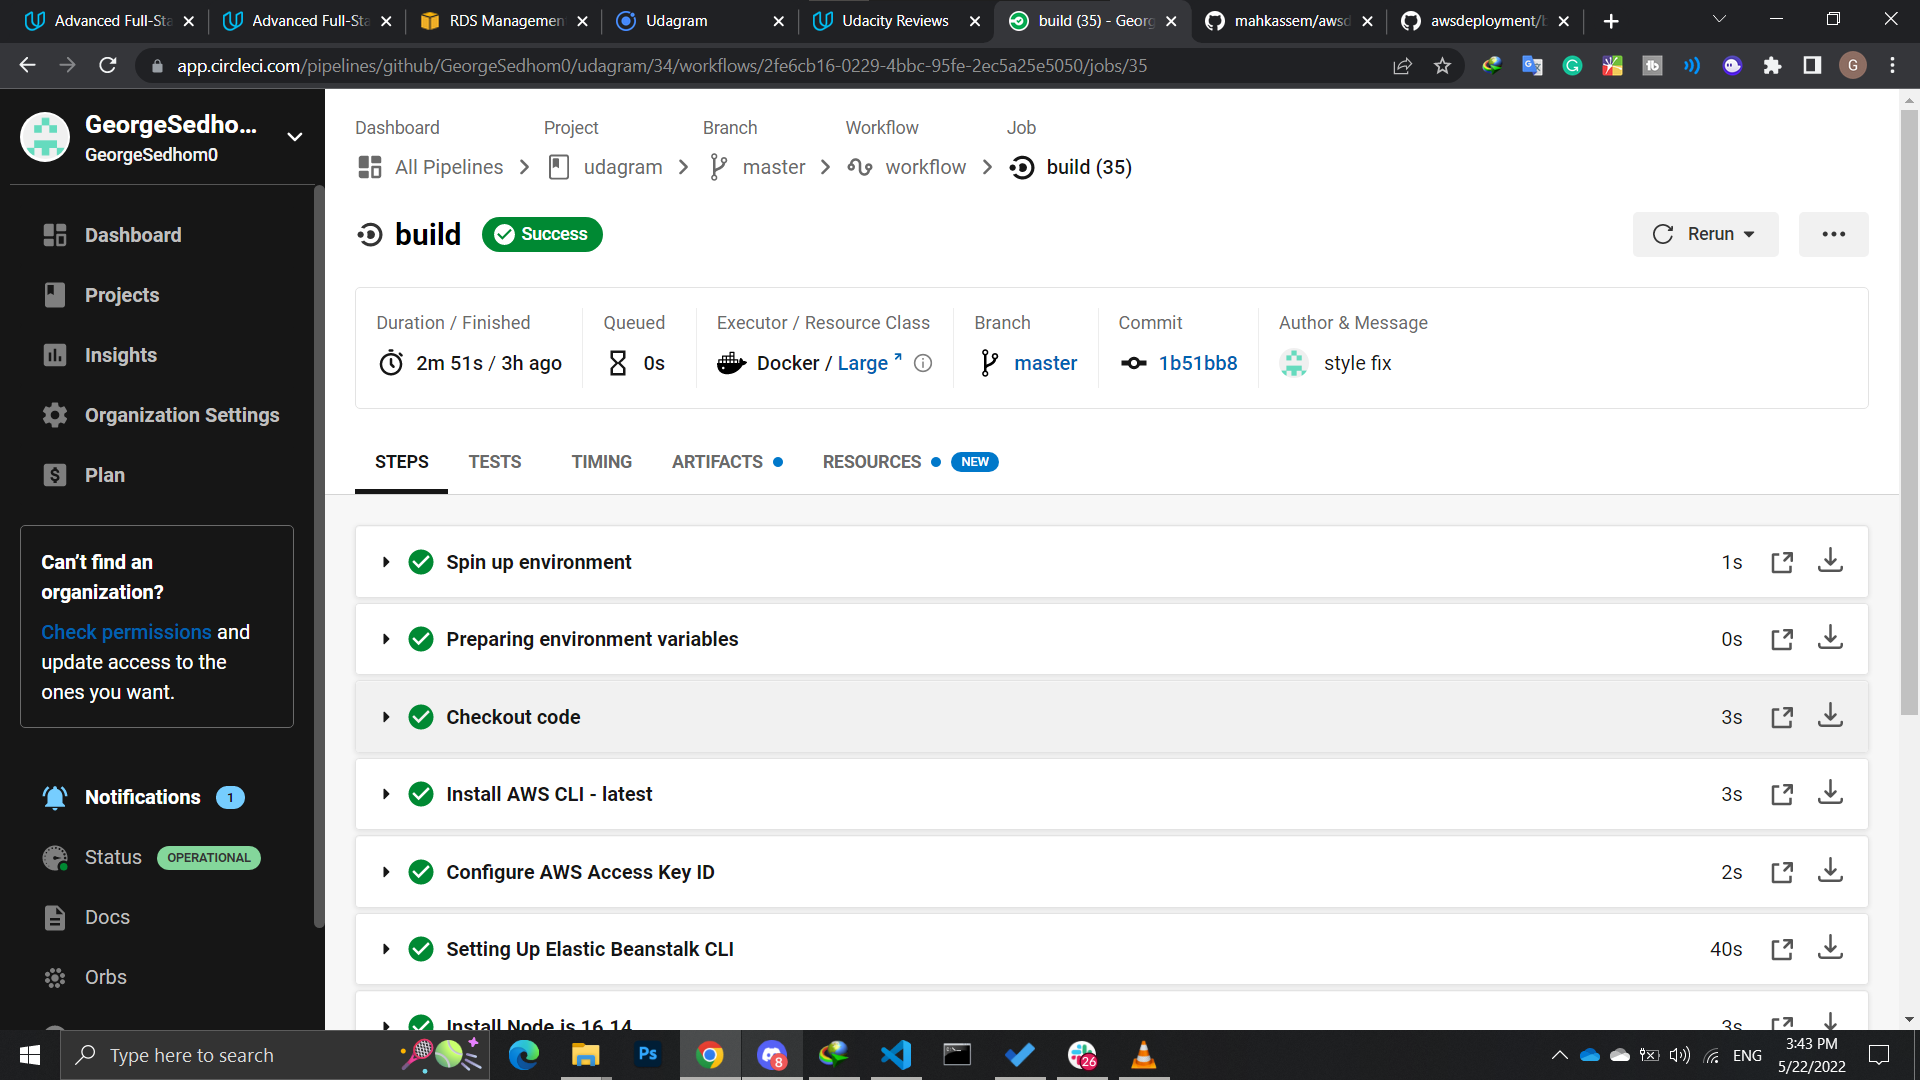 Advanced Full-Sta
Advanced Full-Sta
RDS Managemen
Udagram
Udacity Reviews
build (35) - Georg
mahkassem/awsd
awsdeployment/b
app.circleci.com/pipelines/github/GeorgeSedhom0/udagram/34/workflows/2fe6cb16-0229-4bbc-95fe-2ec5a25e5050/jobs/35
G
GeorgeSedho...
GeorgeSedhom0
Dashboard
Projects
Insights
Organization Settings
Plan
Can't find an
organization?
Check permissions and
update access to the
ones you want.
Notifications 1
Status OPERATIONAL
Docs
Orbs
Dashboard Project Branch Workflow Job
All Pipelines udagram master workflow build (35)
build Success
Rerun
Duration / Finished Queued Executor / Resource Class Branch Commit Author & Message
2m 51s / 3h ago 0s Docker / Large master 1b51bb8 style fix
STEPS TESTS TIMING ARTIFACTS RESOURCES NEW
Spin up environment 1s
Preparing environment variables 0s
Checkout code 3s
Install AWS CLI - latest 3s
Configure AWS Access Key ID 2s
Setting Up Elastic Beanstalk CLI 40s
Install Node.js 16.14 3s
Type here to search
Ps
8
26
ENG
3:43 PM
5/22/2022